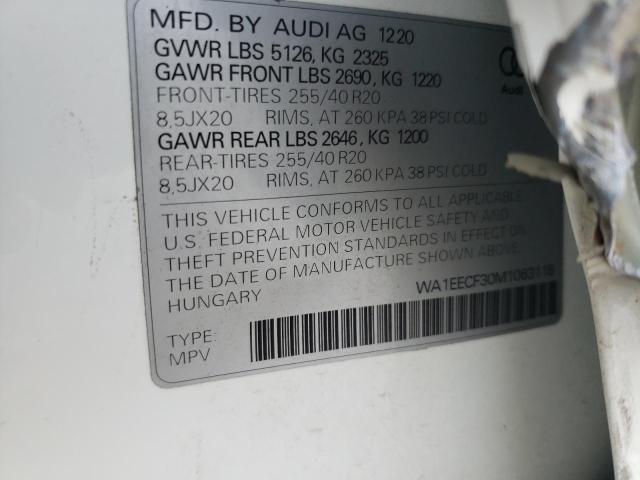 MFD. BY AUDI AG 1220
GVWR LBS 5126, KG 2325
GAWR FRONT LBS 2690, KG 1220
FRONT-TIRES 255/40 R20
8,5JX20 RIMS, AT 260 KPA 38 PSI COLD
GAWR REAR LBS 2646, KG 1200
REAR-TIRES 255/40 R20
8,5JX20 RIMS, AT 260 KPA 38 PSI COLD
Audi
THIS VEHICLE CONFORMS TO ALL APPLICABLE
U.S. FEDERAL MOTOR VEHICLE SAFETY AND
THEFT PREVENTION STANDARDS IN EFFECT ON
THE DATE OF MANUFACTURE SHOWN ABOVE.
HUNGARY
WA1EECF30M1063118
TYPE:
MPV